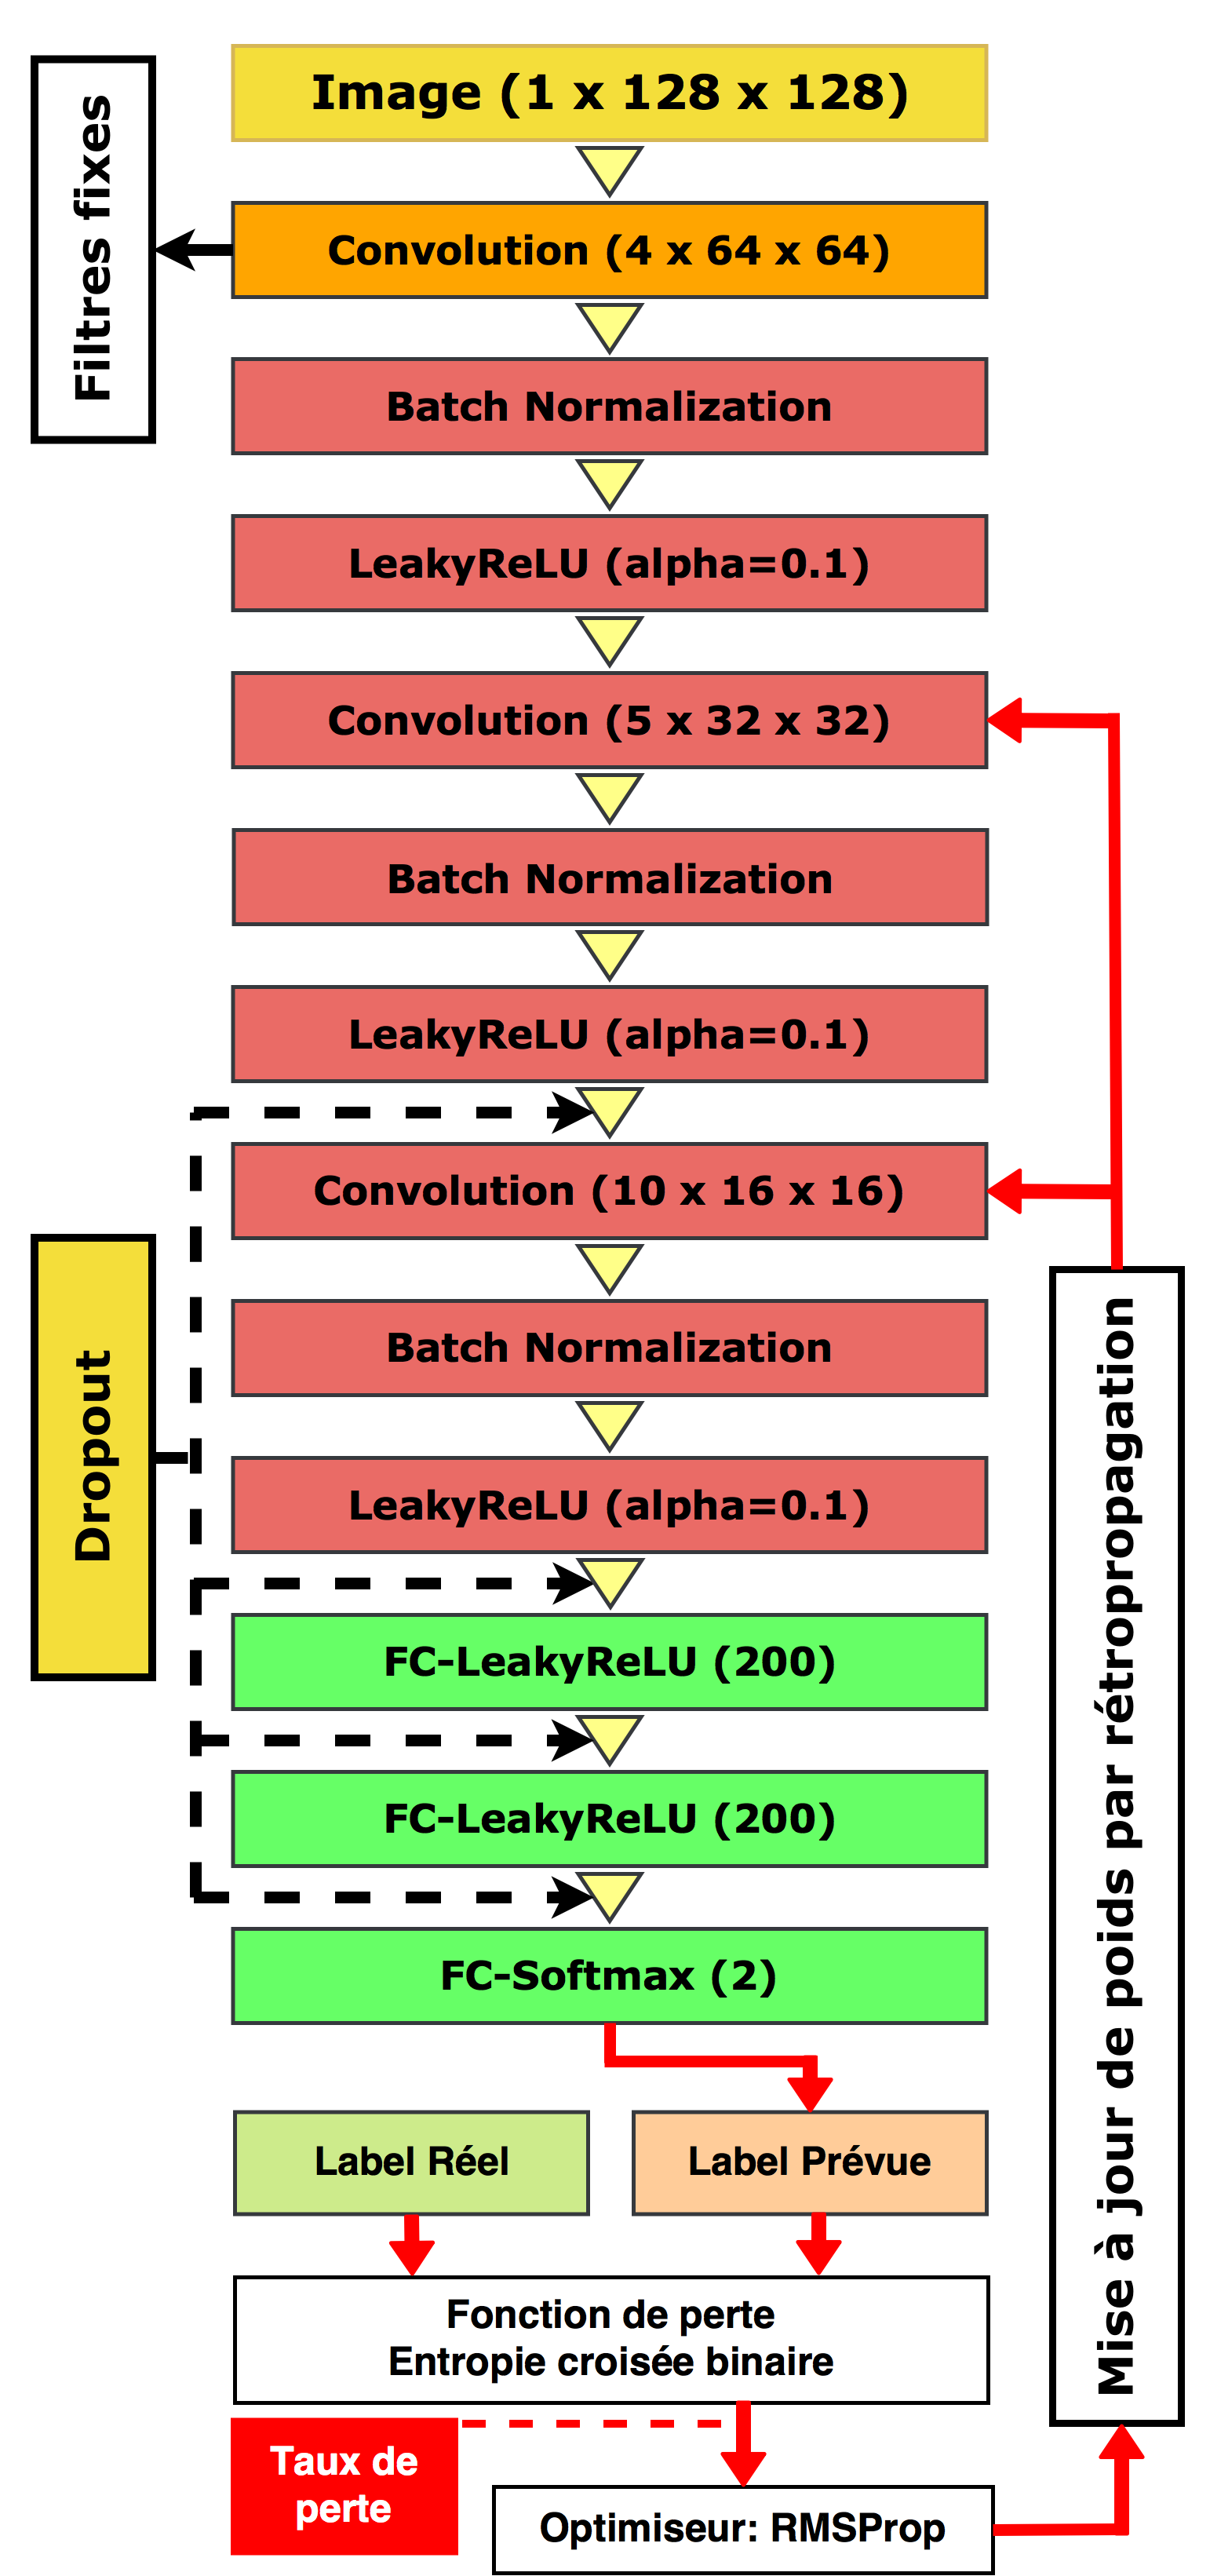 Image (1 x 128 x 128)
Filtres fixes
Convolution (4 x 64 x 64)
Batch Normalization
LeakyReLU (alpha=0.1)
Convolution (5 x 32 x 32)
Batch Normalization
LeakyReLU (alpha=0.1)
Convolution (10 x 16 x 16)
Batch Normalization
Dropout
LeakyReLU (alpha=0.1)
FC-LeakyReLU (200)
FC-LeakyReLU (200)
FC-Softmax (2)
Mise à jour de poids par rétropropagation
Label Réel
Label Prévue
Fonction de perte
Entropie croisée binaire
Taux de
perte
Optimiseur: RMSProp